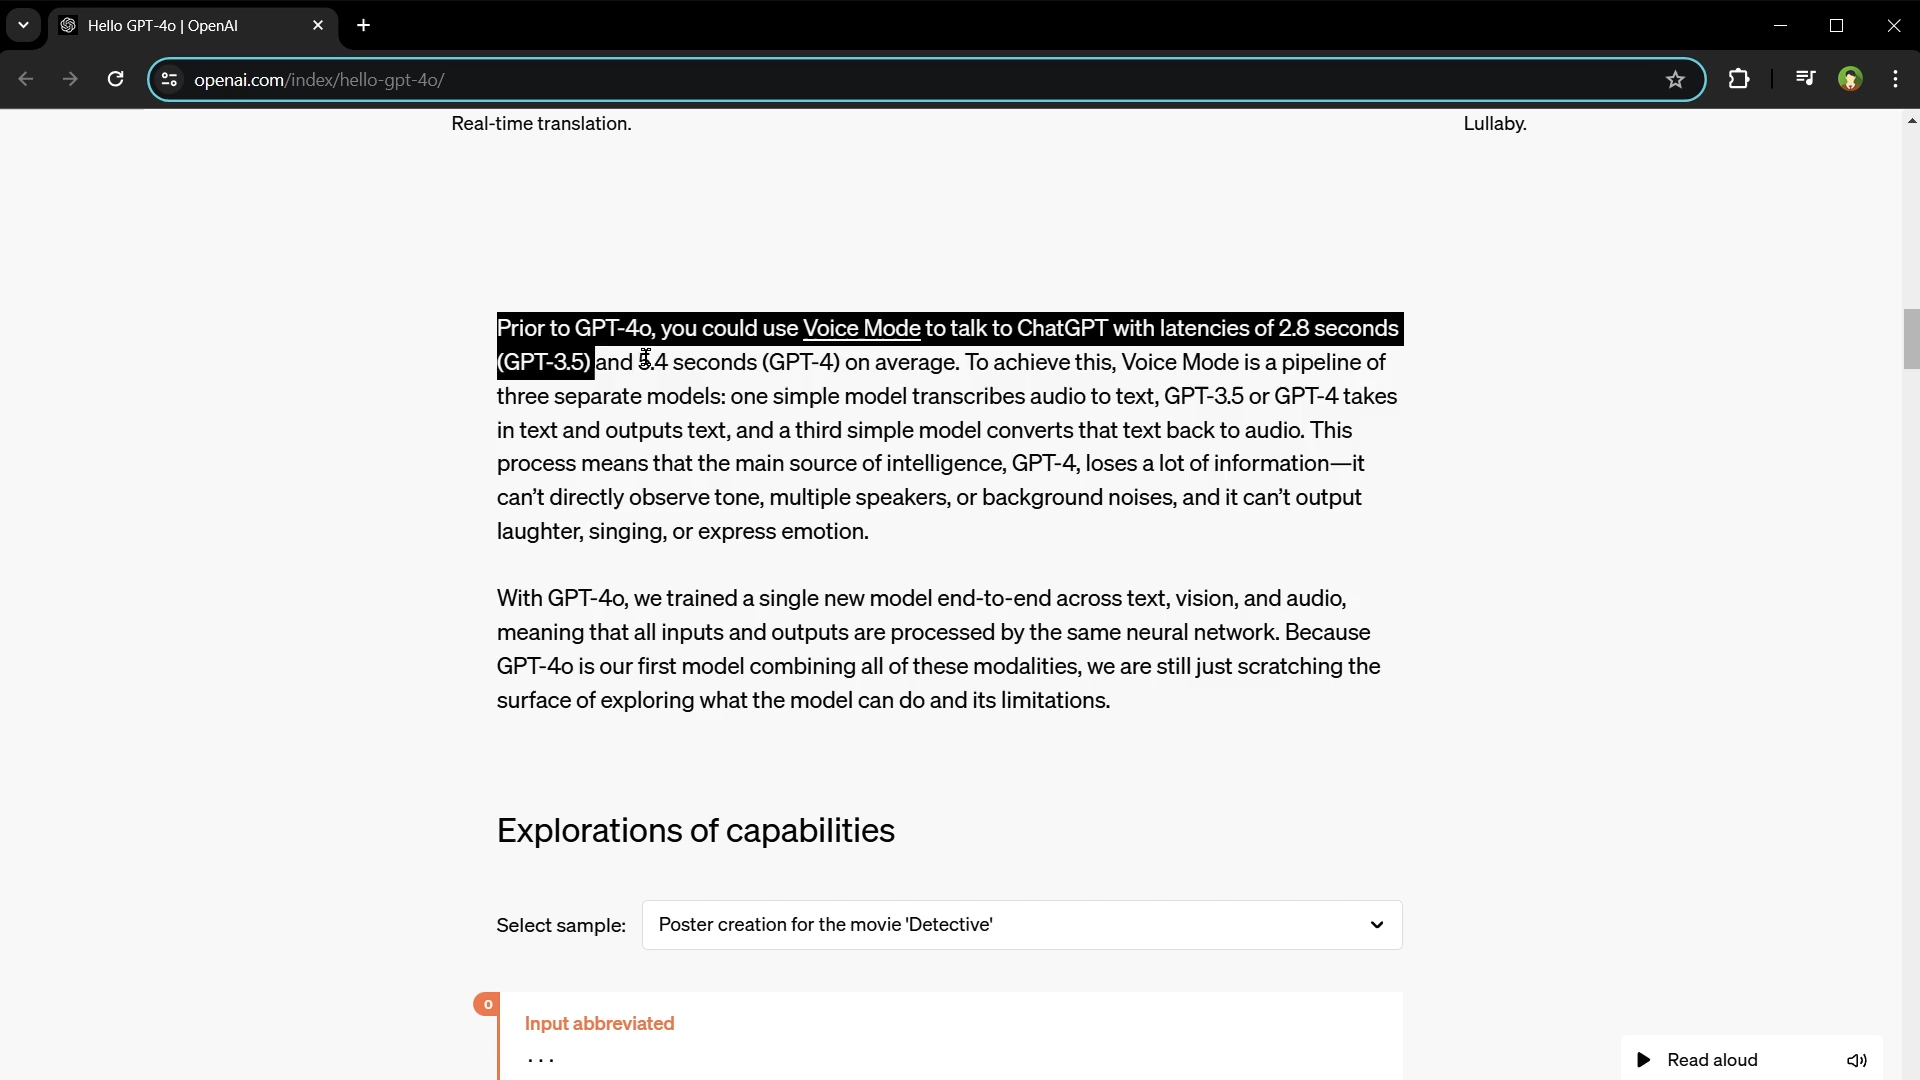 Hello GPT-4o | OpenAI
openai.com/index/hello-gpt-4o/
Real-time translation.
Lullaby.
Prior to GPT-4o, you could use Voice Mode to talk to ChatGPT with latencies of 2.8 seconds
(GPT-3.5) and 5.4 seconds (GPT-4) on average. To achieve this, Voice Mode is a pipeline of
three separate models: one simple model transcribes audio to text, GPT-3.5 or GPT-4 takes
in text and outputs text, and a third simple model converts that text back to audio. This
process means that the main source of intelligence, GPT-4, loses a lot of information—it
can’t directly observe tone, multiple speakers, or background noises, and it can’t output
laughter, singing, or express emotion.
With GPT-4o, we trained a single new model end-to-end across text, vision, and audio,
meaning that all inputs and outputs are processed by the same neural network. Because
GPT-4o is our first model combining all of these modalities, we are still just scratching the
surface of exploring what the model can do and its limitations.
Explorations of capabilities
Select sample:
Poster creation for the movie 'Detective'
0
Input abbreviated
...
Read aloud